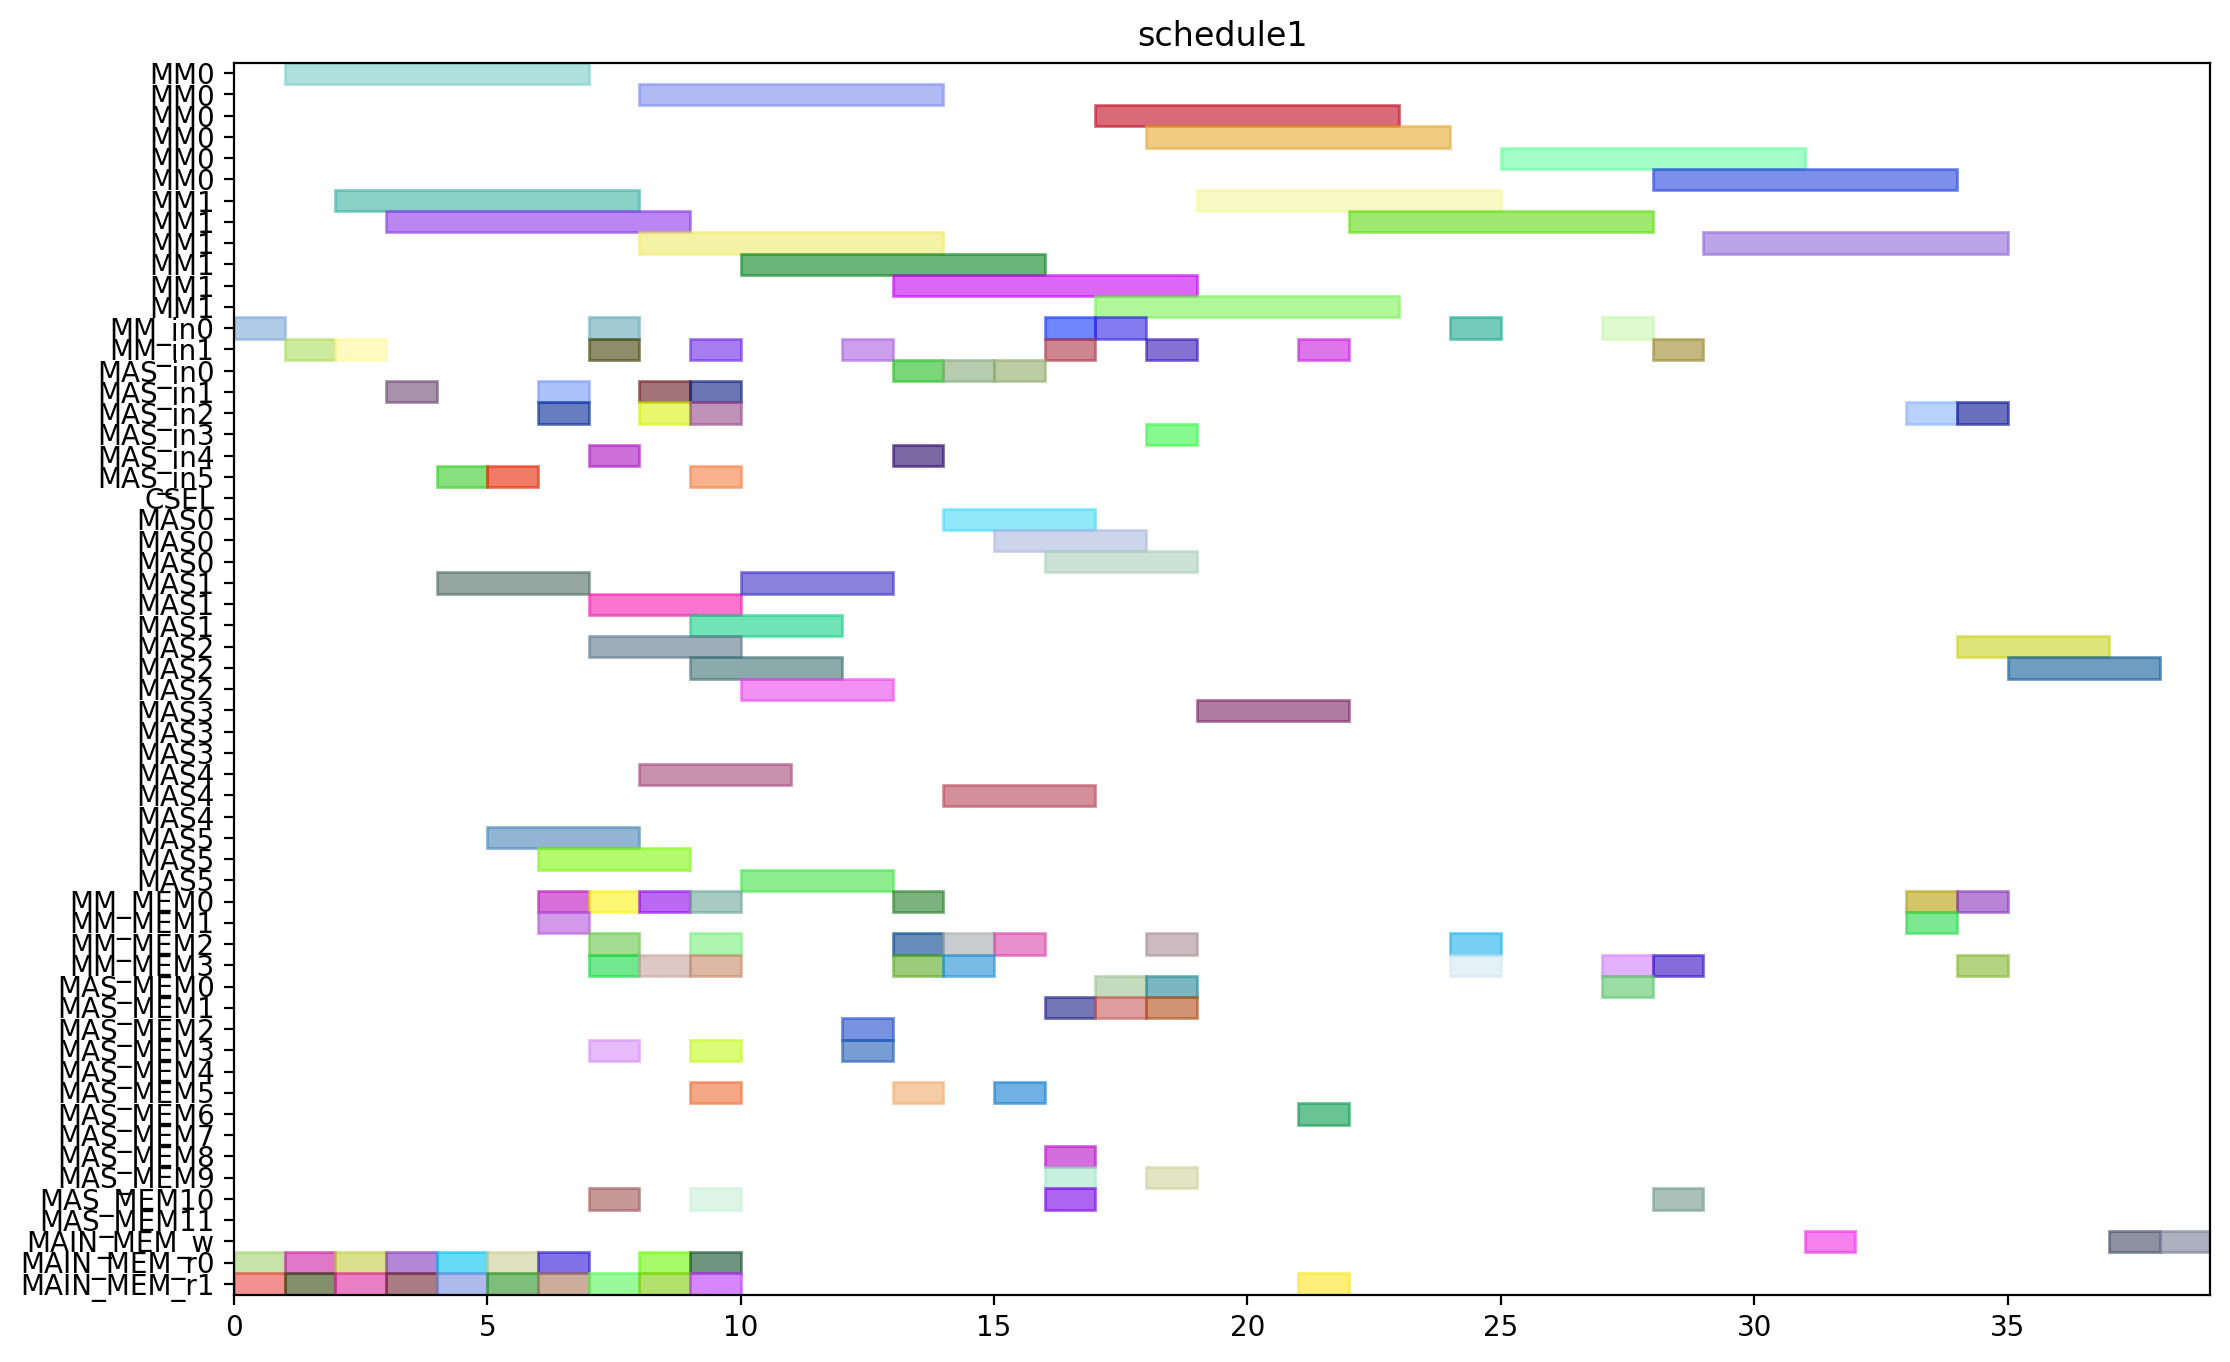 schedule1
MM0
MM0
MM0
MM0
MM0
MM0
MM1
MM1
MM1
MM1
MM1
MM1
MM_in0
MM_in1
MAS_in0
MAS_in1
MAS_in2
MAS_in3
MAS_in4
MAS_in5
CSEL
MAS0
MAS0
MAS0
MAS1
MAS1
MAS1
MAS2
MAS2
MAS2
MAS3
MAS3
MAS3
MAS4
MAS4
MAS4
MAS5
MAS5
MAS5
MM_MEM0
MM_MEM1
MM_MEM2
MM_MEM3
MAS_MEM0
MAS_MEM1
MAS_MEM2
MAS_MEM3
MAS_MEM4
MAS_MEM5
MAS_MEM6
MAS_MEM7
MAS_MEM8
MAS_MEM9
MAS_MEM10
MAS_MEM11
MAIN_MEM_w
MAIN_MEM_r0
MAIN_MEM_r1
0 5 10 15 20 25 30 35